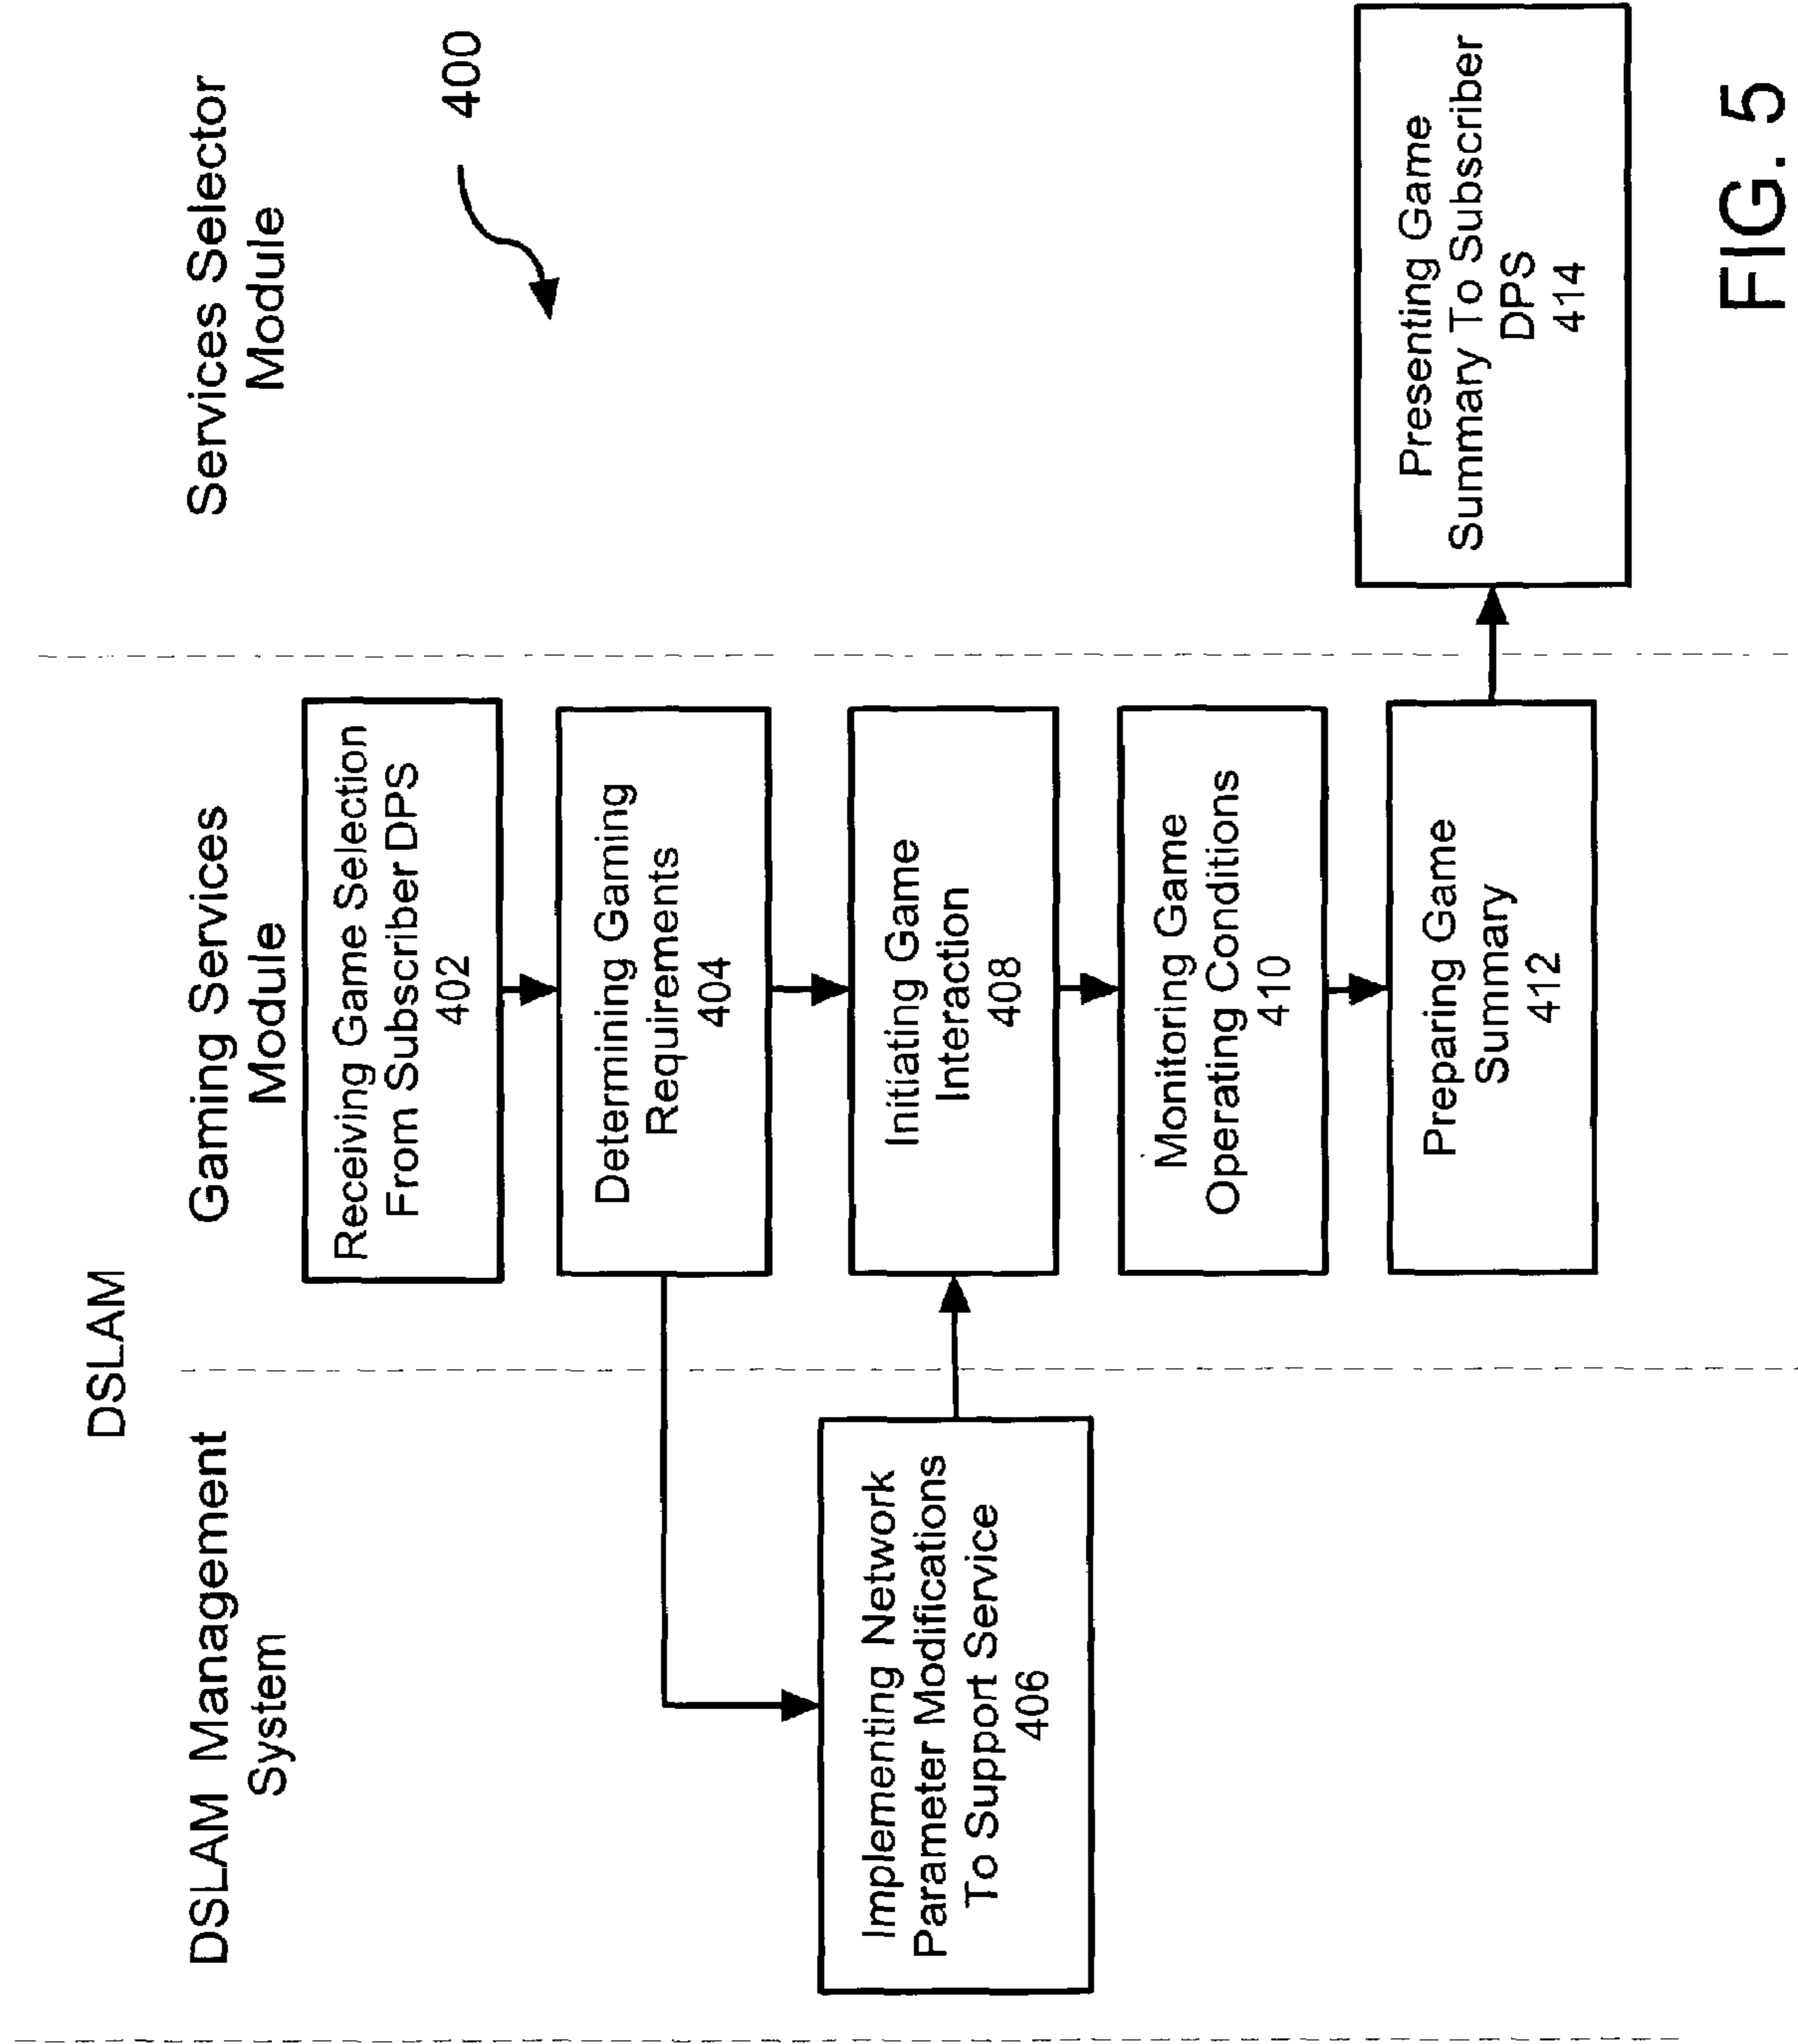 DSLAM
DSLAM Management
System
Gaming Services
Module
Services Selector
Module
400
Receiving Game Selection
From Subscriber DPS
402
Determining Gaming
Requirements
404
Implementing Network
Parameter Modifications
To Support Service
406
Initiating Game
Interaction
408
Monitoring Game
Operating Conditions
410
Preparing Game
Summary
412
Presenting Game
Summary To Subscriber
DPS
414
FIG. 5